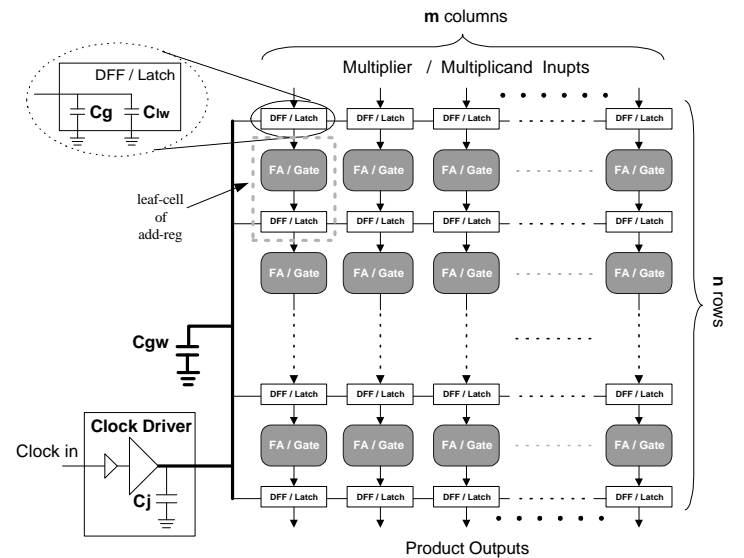 m columns
Multiplier / Multiplicand Inupts
DFF / Latch
Cg Clw
DFF / Latch DFF / Latch DFF / Latch DFF / Latch
FA / Gate FA / Gate FA / Gate FA / Gate
leaf-cell
of
add-reg
DFF / Latch DFF / Latch DFF / Latch DFF / Latch
FA / Gate FA / Gate FA / Gate FA / Gate
n rows
Cgw
DFF / Latch DFF / Latch DFF / Latch DFF / Latch
Clock Driver
Clock in
FA / Gate FA / Gate FA / Gate FA / Gate
Cj
DFF / Latch DFF / Latch DFF / Latch DFF / Latch
Product Outputs